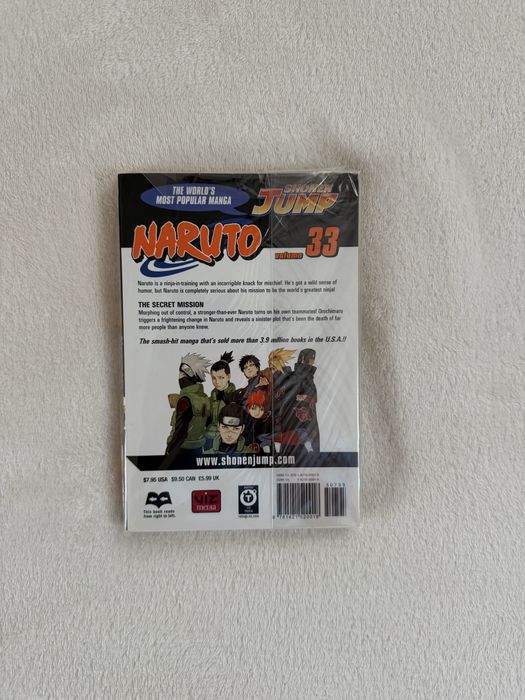 THE WORLD'S
MOST POPULAR MANGA
SHONEN
JUMP
NARUTO
volume 33
Naruto is a ninja-in-training with an incorrigible knack for mischief. He's got a wild sense of
humor, but Naruto is completely serious about his mission to be the world's greatest ninja!
THE SECRET MISSION
Morphing out of control, a stronger-than-ever Naruto turns on his own teammates! Orochimaru
triggers a frightening change in Naruto and reveals a sinister plot that's been the death of far
more people than anyone knew.
The smash-hit manga that's sold more than 3.9 million books in the U.S.A.!!
www.shonenjump.com
$7.95 USA $9.50 CAN £5.99 UK
This book reads
from right to left.
VIZ
media
T
50795